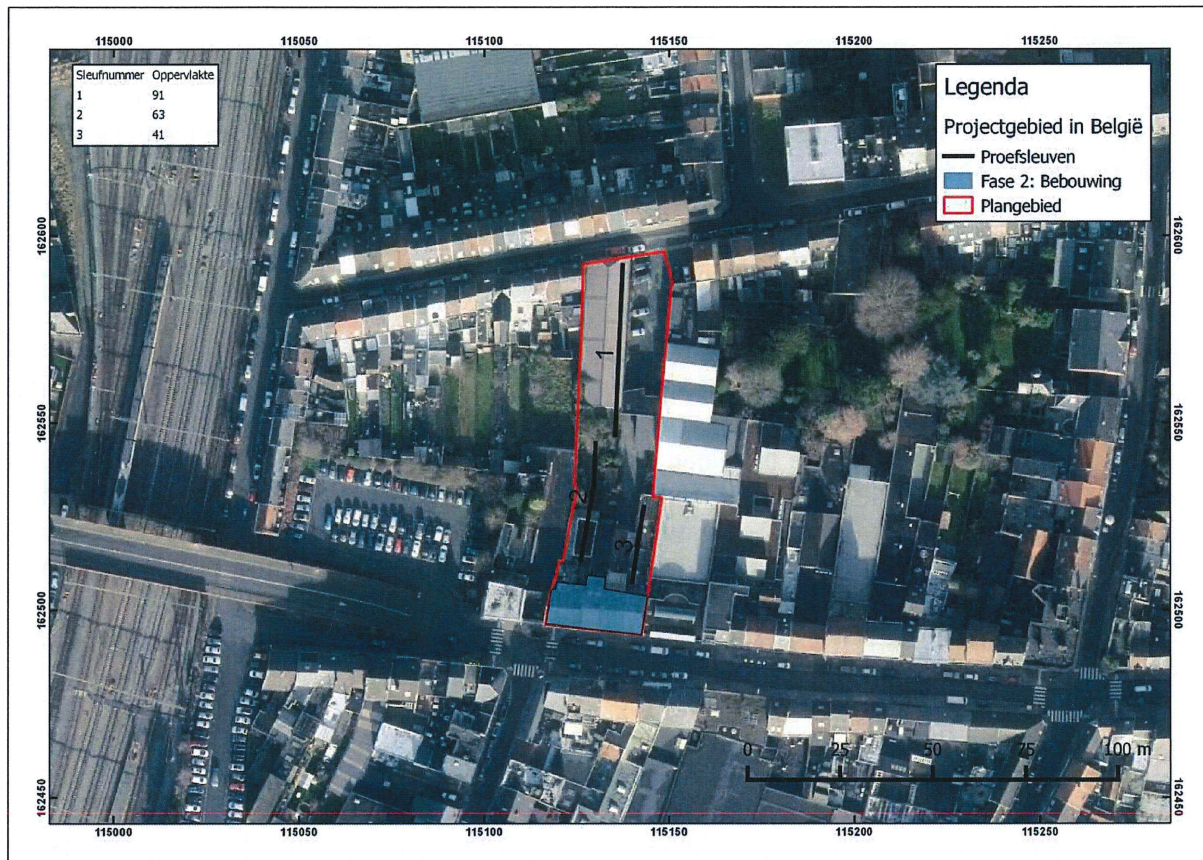 115000 115050 115100 115150 115200 115250
Sleufnummer Oppervlakte
1 91
2 63
3 41
Legenda
Projectgebied in België
Proefsleuven
Fase 2: Bebouwing
Plangebied
162600 162600
1
162550 162550
2
3
162500 162500
0 25 50 75 100 m
162450 162450
115000 115050 115100 115150 115200 115250